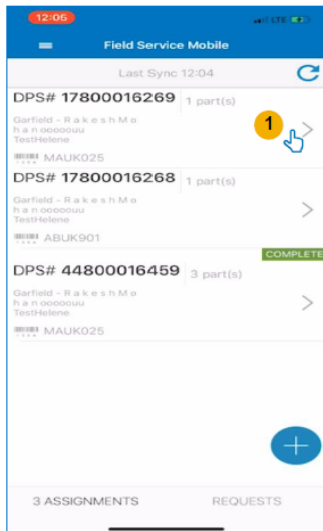 12:05
LTE
Field Service Mobile
Last Sync 12:04
DPS# 17800016269 1 part(s)
1
Garfield - R a k e s h M o
h a n ooooouu
TestHelene
MAUK025
DPS# 17800016268 1 part(s)
Garfield - R a k e s h M o
h a n ooooouu
TestHelene
ABUK901
COMPLETE
DPS# 44800016459 3 part(s)
Garfield - R a k e s h M o
h a n ooooouu
TestHelene
MAUK025
3 ASSIGNMENTS REQUESTS